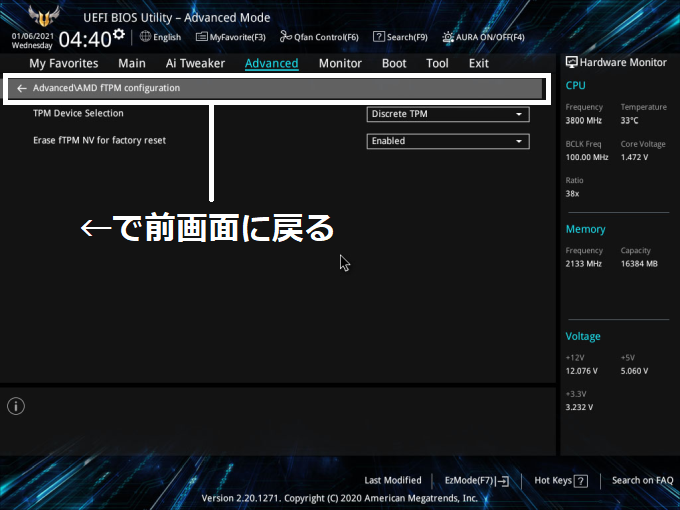 UEFI BIOS Utility – Advanced Mode
01/06/2021
Wednesday
04:40
English
MyFavorite(F3)
Qfan Control(F6)
? Search(F9)
AURA ON/OFF(F4)
My Favorites Main Ai Tweaker Advanced Monitor Boot Tool Exit
Hardware Monitor
← Advanced\AMD fTPM configuration
TPM Device Selection Discrete TPM
Erase fTPM NV for factory reset Enabled
←で前画面に戻る
CPU
Frequency Temperature
3800 MHz 33°C
BCLK Freq Core Voltage
100.00 MHz 1.472 V
Ratio
38x
Memory
Frequency Capacity
2133 MHz 16384 MB
Voltage
+12V +5V
12.076 V 5.060 V
+3.3V
3.232 V
i
Last Modified EzMode(F7) Hot Keys ? Search on FAQ
Version 2.20.1271. Copyright (C) 2020 American Megatrends, Inc.